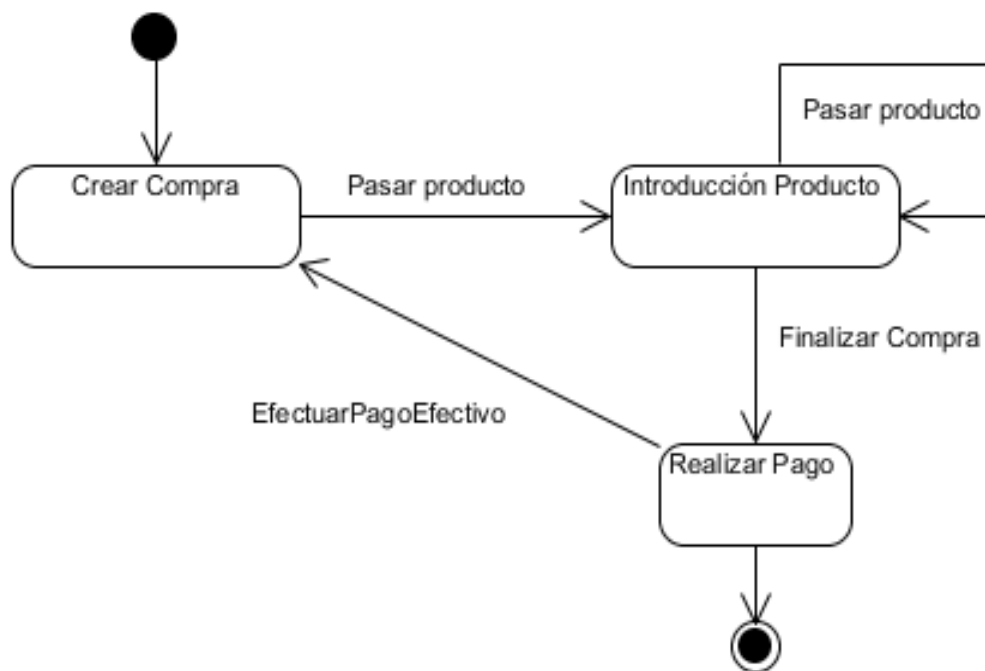 Pasar producto
Crear Compra
Pasar producto
Introducción Producto
Finalizar Compra
EfectuarPagoEfectivo
Realizar Pago